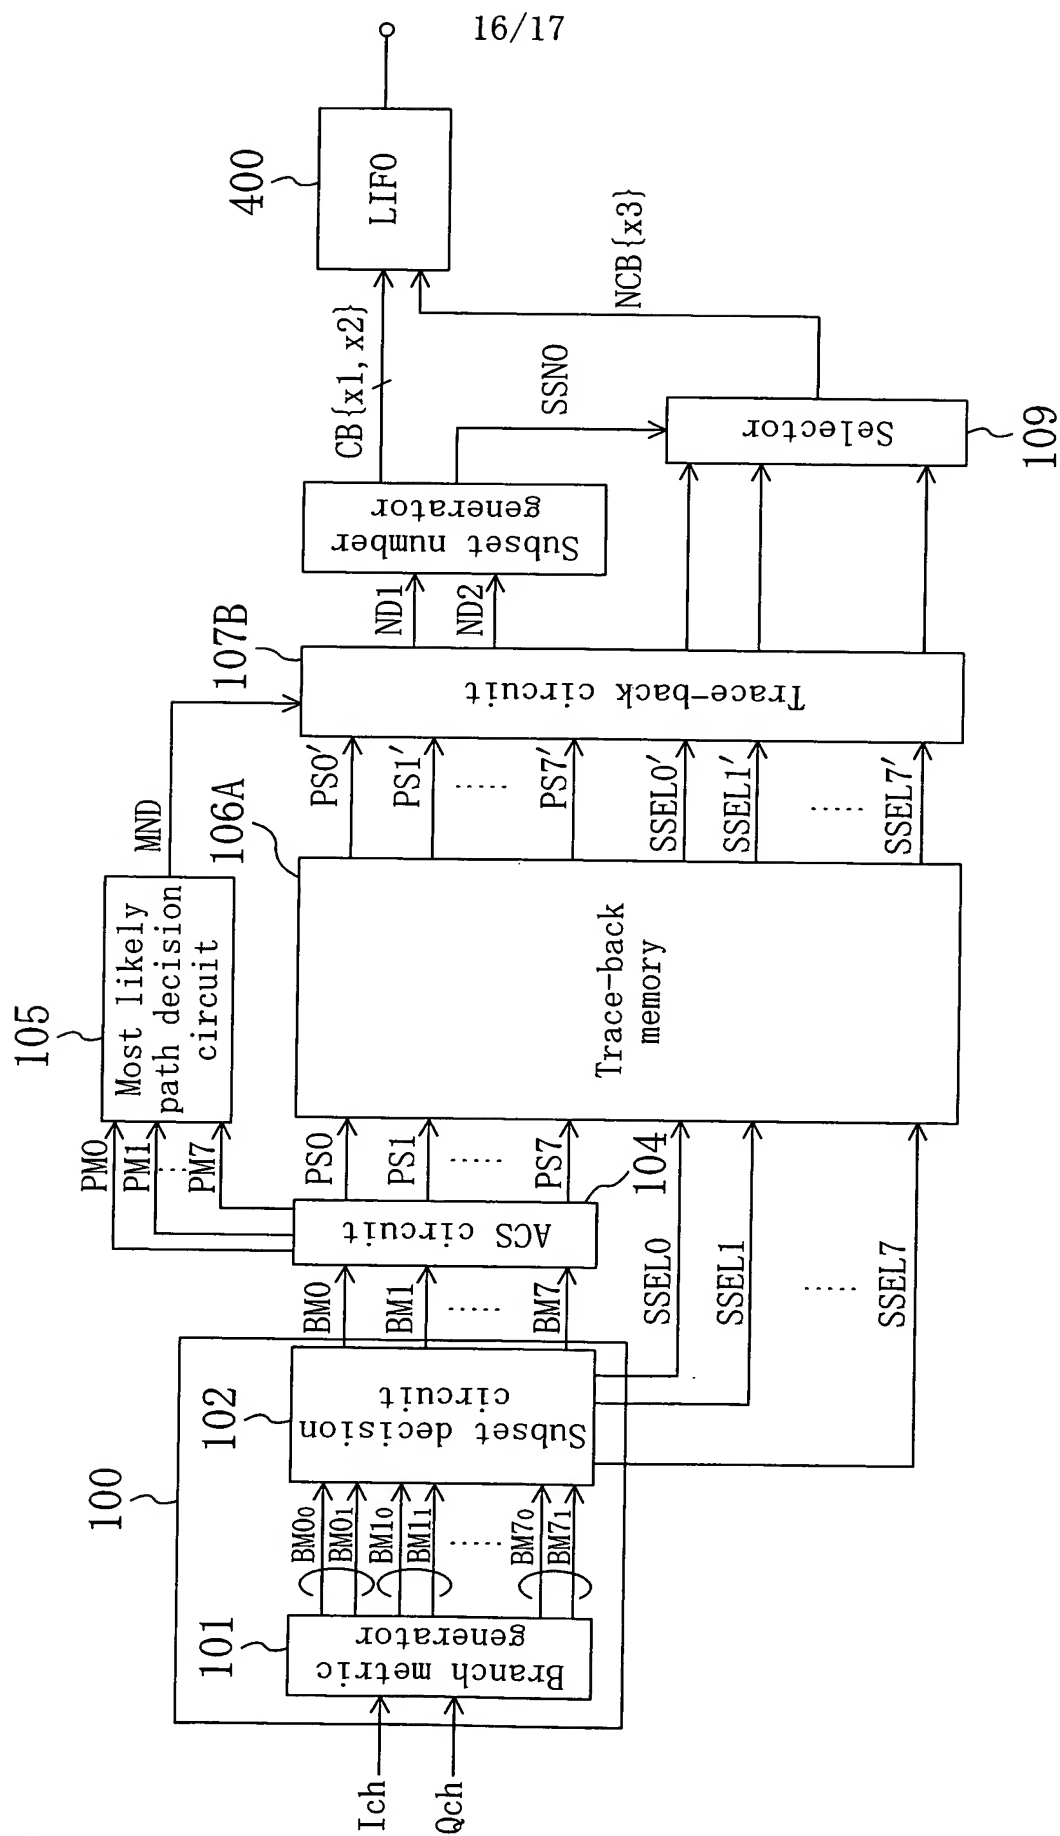 16/17
100
Ich
Qch
101
Branch metric
generator
BM0₀
BM0₁
BM1₀
BM1₁
......
BM7₀
BM7₁
102
Subset decision
circuit
BM0
BM1
......
BM7
ACS circuit
104
PM0
PM1
.....
PM7
105
Most likely
path decision
circuit
MND
PS0
PS1
......
PS7
SSEL0
SSEL1
......
SSEL7
106A
Trace-back
memory
PS0'
PS1'
......
PS7'
SSEL0'
SSEL1'
......
SSEL7'
107B
Trace-back circuit
ND1
ND2
Subset number
generator
CB{x1, x2}
SSNO
Selector
109
NCB{x3}
400
LIFO